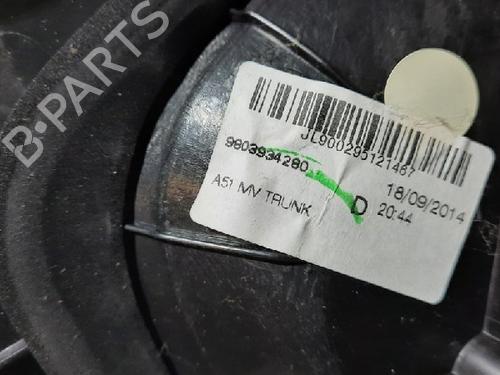 B-PARTS
JL900295121467
9803934280
18/09/2014
A51 MV TRUNK
D
20:44